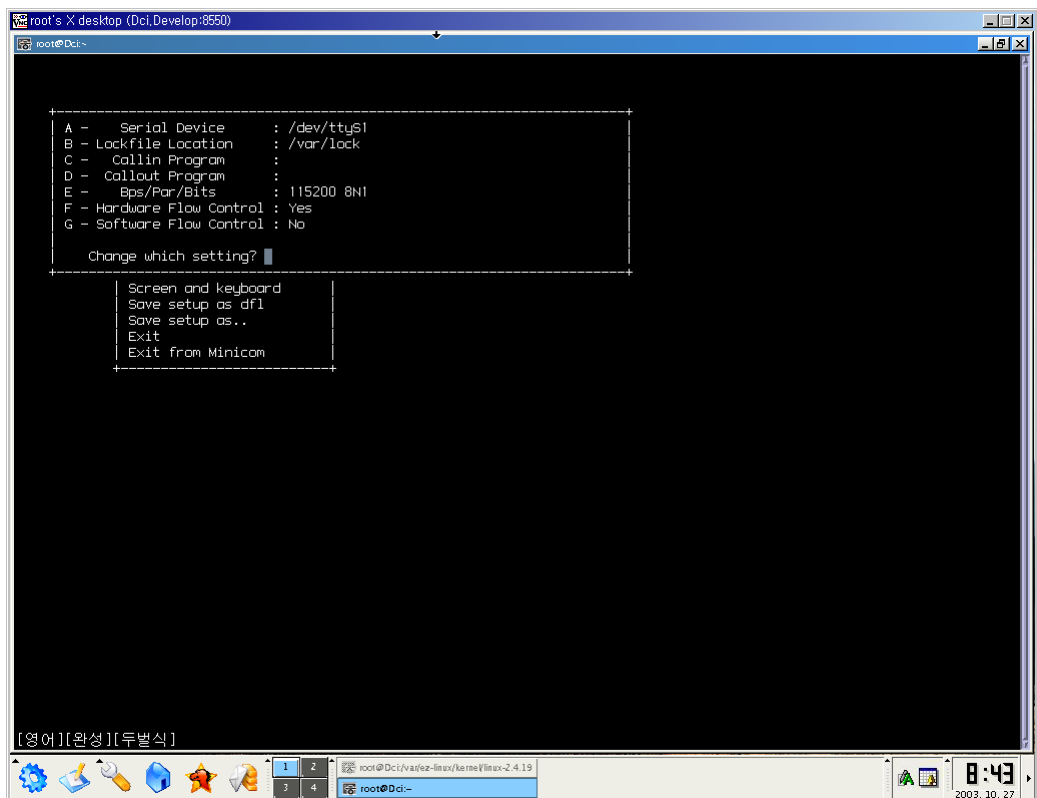 root's X desktop (Dci,Develop:8550)
root@Dci:~
A -    Serial Device      : /dev/ttyS1
B - Lockfile Location     : /var/lock
C -   Callin Program      :
D -  Callout Program      :
E -    Bps/Par/Bits       : 115200 8N1
F - Hardware Flow Control : Yes
G - Software Flow Control : No
Change which setting?
Screen and keyboard
Save setup as dfl
Save setup as..
Exit
Exit from Minicom
[영어][완성][두벌식]
1 2
3 4
root@Dci:/var/ez-linux/kernel/linux-2.4.19
root@Dci:~
8:43
2003. 10. 27